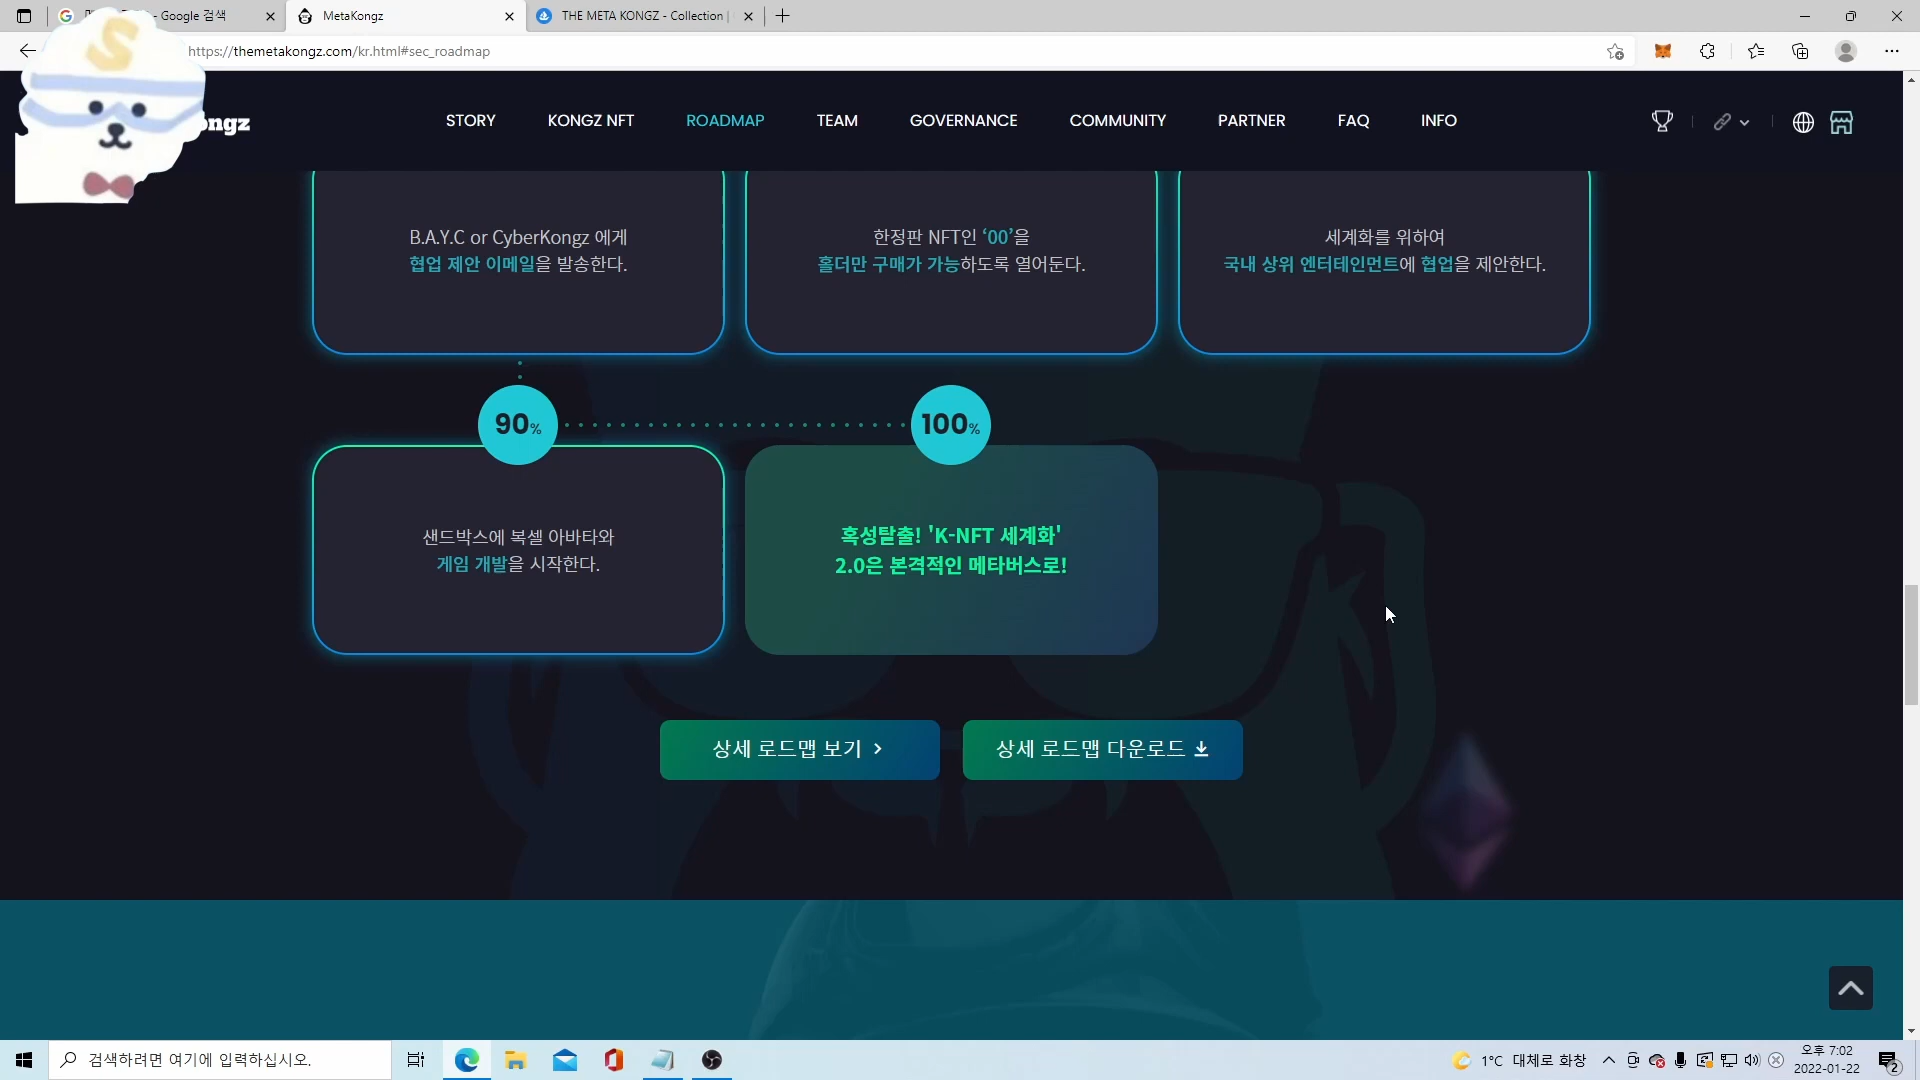 - Google 검색
MetaKongz
THE META KONGZ - Collection |
https://themetakongz.com/kr.html#sec_roadmap
S
ongz
STORY
KONGZ NFT
ROADMAP
TEAM
GOVERNANCE
COMMUNITY
PARTNER
FAQ
INFO
B.A.Y.C or CyberKongz 에게
협업 제안 이메일을 발송한다.
한정판 NFT인 ‘00’을
홀더만 구매가 가능하도록 열어둔다.
세계화를 위하여
국내 상위 엔터테인먼트에 협업을 제안한다.
90%
100%
샌드박스에 복셀 아바타와
게임 개발을 시작한다.
혹성탈출! 'K-NFT 세계화'
2.0은 본격적인 메타버스로!
상세 로드맵 보기
상세 로드맵 다운로드
검색하려면 여기에 입력하십시오.
1°C 대체로 화창
오후 7:02
2022-01-22
2